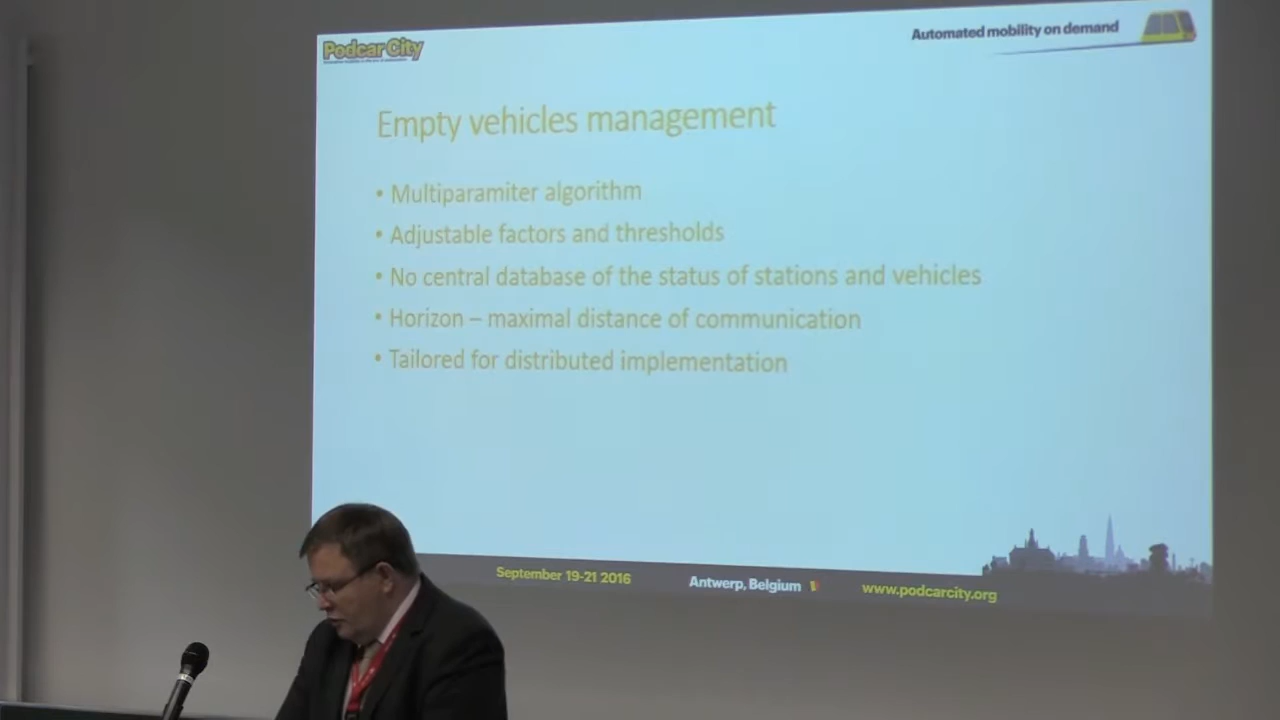 Podcar City
Automated mobility on demand
Empty vehicles management
• Multiparamiter algorithm
• Adjustable factors and thresholds
• No central database of the status of stations and vehicles
• Horizon – maximal distance of communication
• Tailored for distributed implementation
September 19-21 2016
Antwerp, Belgium
www.podcarcity.org